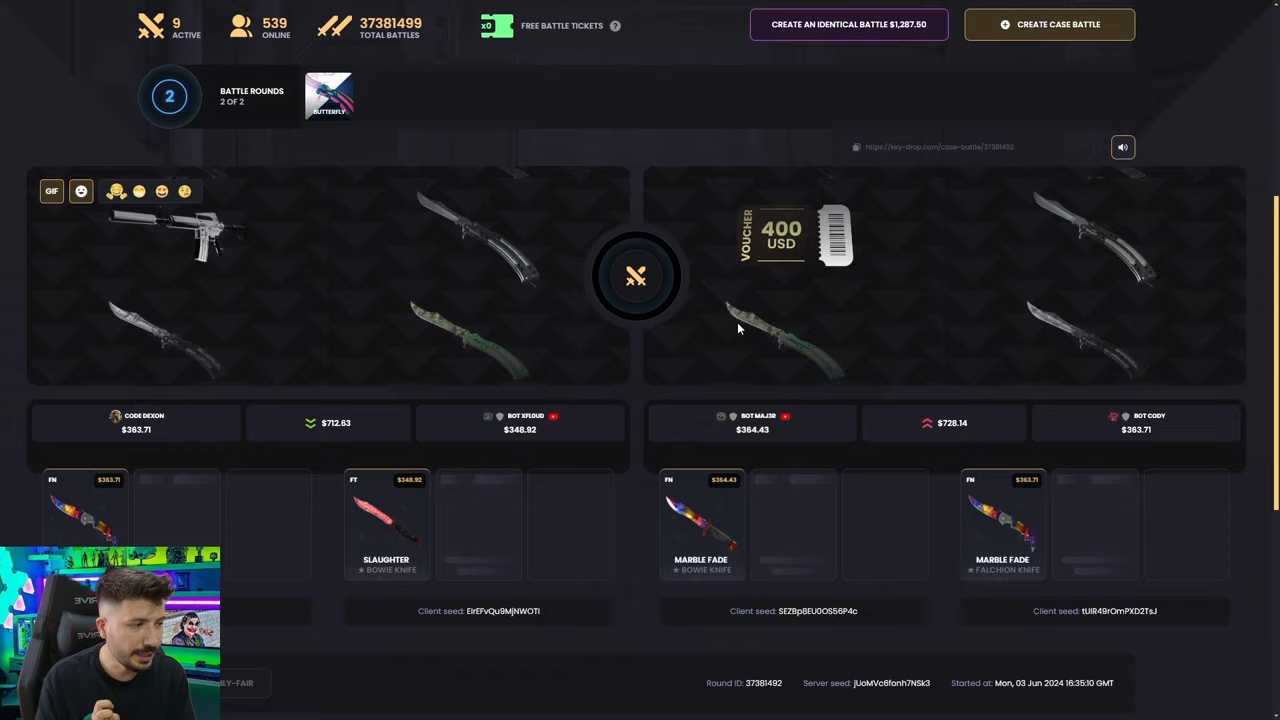 9
ACTIVE
539
ONLINE
37381499
TOTAL BATTLES
x0
FREE BATTLE TICKETS ?
CREATE AN IDENTICAL BATTLE $1,287.50
CREATE CASE BATTLE
2
BATTLE ROUNDS
2 OF 2
BUTTERFLY
https://key-drop.com/case-battle/37381492
GIF
VOUCHER
400
USD
CODE DEXON
$363.71
$712.63
BOT XFL0UD
$348.92
BOT MAJ3R
$364.43
$728.14
BOT CODY
$363.71
FN $363.71
FT $348.92
SLAUGHTER
★ BOWIE KNIFE
FN $364.43
MARBLE FADE
★ BOWIE KNIFE
FN $363.71
MARBLE FADE
★ FALCHION KNIFE
Client seed: EIrEFvQu9MjNWOTI
Client seed: SEZBp8EU0OS56P4c
Client seed: tUIR49rOmPXD2TsJ
LY-FAIR
Round ID: 37381492
Server seed: jUoMVc6fonh7NSk3
Started at: Mon, 03 Jun 2024 16:35:10 GMT